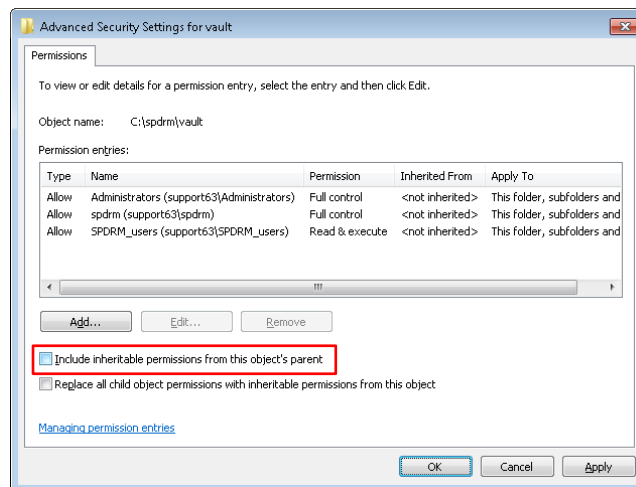 Advanced Security Settings for vault
Permissions
To view or edit details for a permission entry, select the entry and then click Edit.
Object name: C:\spdrm\vault
Permission entries:
Type Name Permission Inherited From Apply To
Allow Administrators (support63\Administrators) Full control <not inherited> This folder, subfolders and
Allow spdrm (support63\spdrm) Full control <not inherited> This folder, subfolders and
Allow SPDRM_users (support63\SPDRM_users) Read & execute <not inherited> This folder, subfolders and
Add... Edit... Remove
Include inheritable permissions from this object's parent
Replace all child object permissions with inheritable permissions from this object
Managing permission entries
OK Cancel Apply